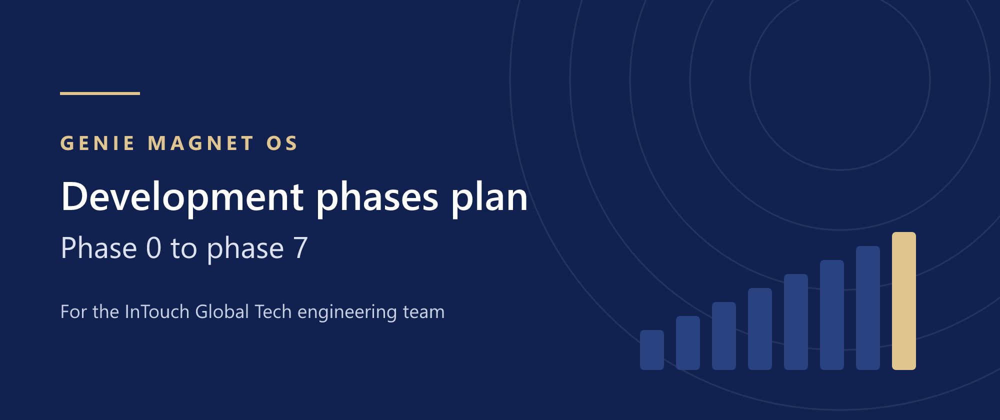 GENIE MAGNET OS
Development phases plan
Phase 0 to phase 7
For the InTouch Global Tech engineering team